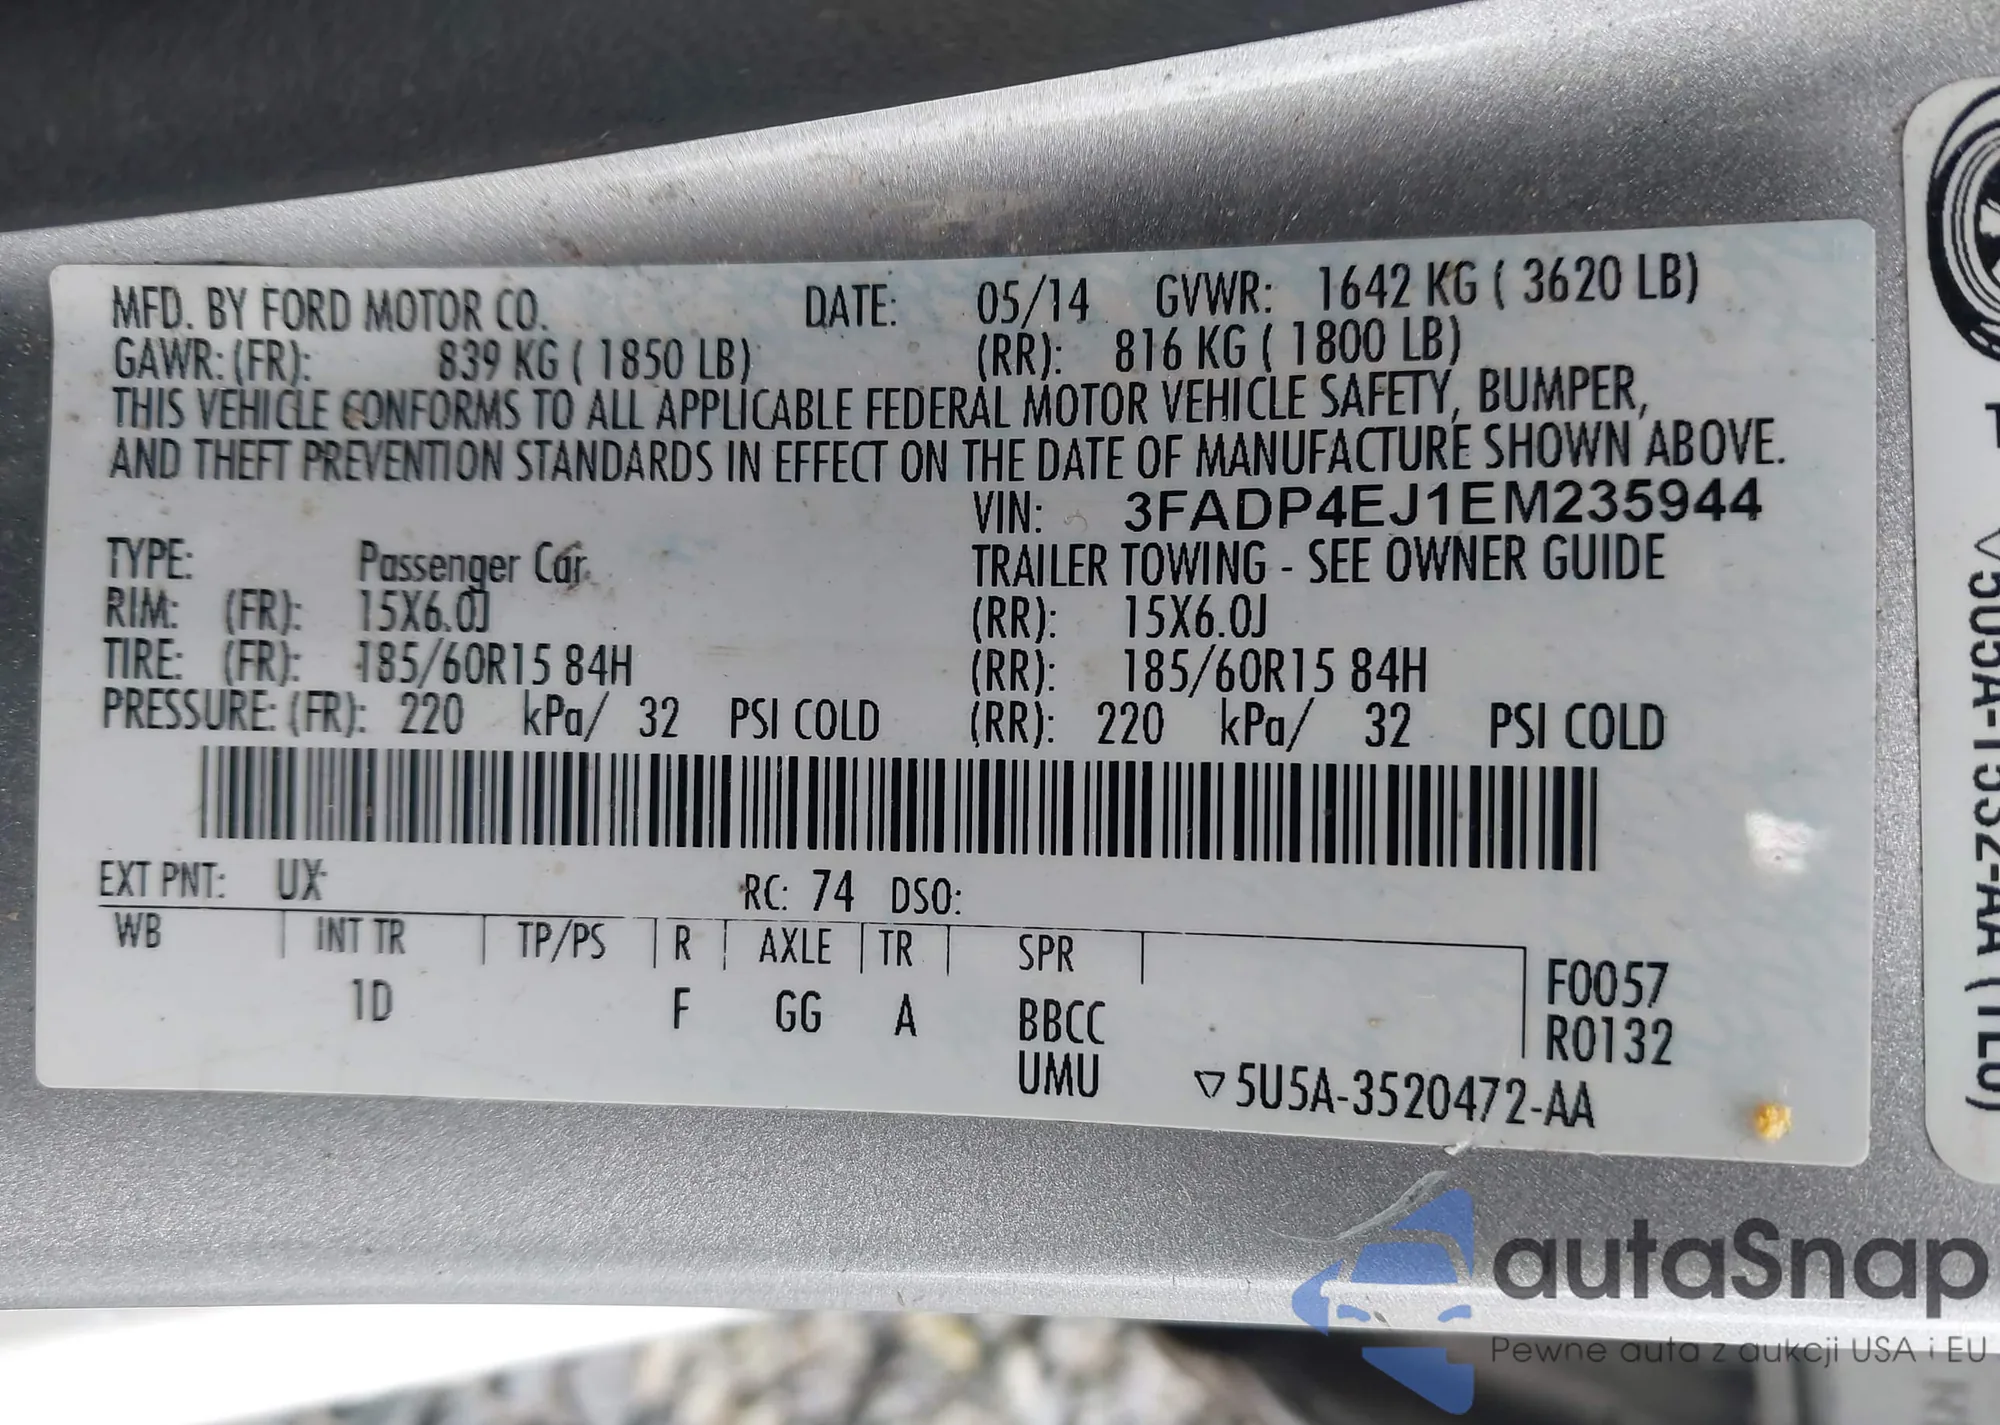 MFD. BY FORD MOTOR CO. DATE: 05/14 GVWR: 1642 KG ( 3620 LB)
GAWR: (FR): 839 KG ( 1850 LB) (RR): 816 KG ( 1800 LB)
THIS VEHICLE CONFORMS TO ALL APPLICABLE FEDERAL MOTOR VEHICLE SAFETY, BUMPER,
AND THEFT PREVENTION STANDARDS IN EFFECT ON THE DATE OF MANUFACTURE SHOWN ABOVE.
VIN: 3FADP4EJ1EM235944
TYPE: Passenger Car. TRAILER TOWING - SEE OWNER GUIDE
RIM: (FR): 15X6.0J (RR): 15X6.0J
TIRE: (FR): 185/60R15 84H (RR): 185/60R15 84H
PRESSURE: (FR): 220 kPa/ 32 PSI COLD (RR): 220 kPa/ 32 PSI COLD
EXT PNT: UX RC: 74 DSO:
WB INT TR TP/PS R AXLE TR SPR
1D F GG A BBCC
UMU
F0057
R0132
▽5U5A-3520472-AA
autaSnap
Pewne auta z aukcji USA i EU